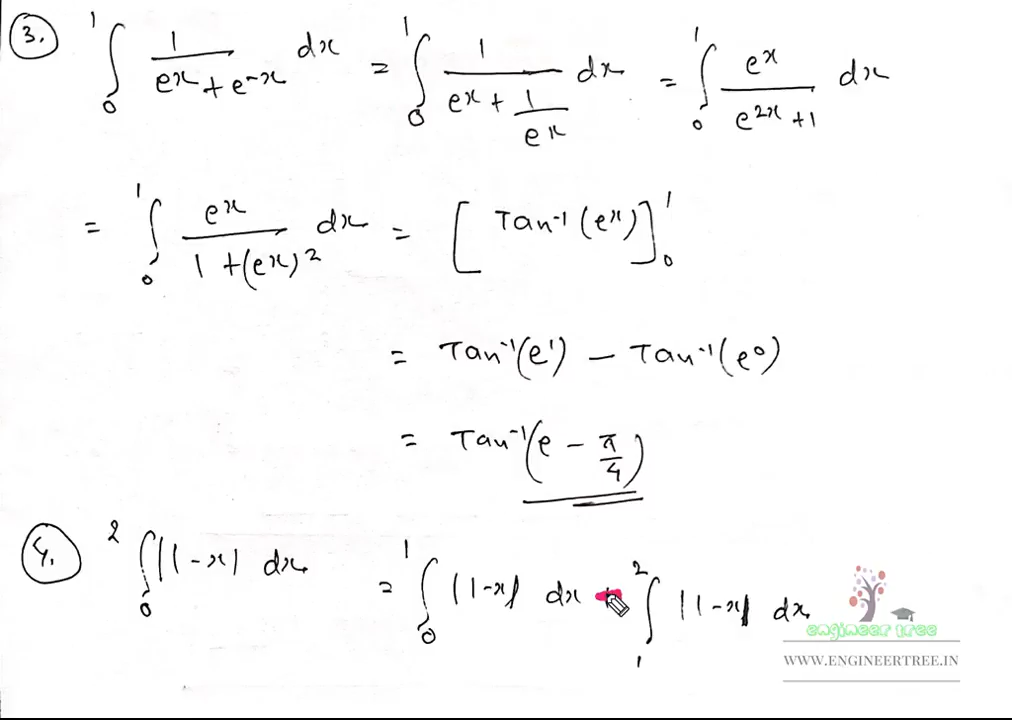 3. ∫₀¹ 1/(eˣ + e⁻ˣ) dx = ∫₀¹ 1/(eˣ + 1/eˣ) dx = ∫₀¹ eˣ/(e²ˣ + 1) dx
= ∫₀¹ eˣ/(1 + (eˣ)²) dx = [Tan⁻¹(eˣ)]₀¹
= Tan⁻¹(e¹) − Tan⁻¹(e⁰)
= Tan⁻¹(e − π/4)
4. ∫₀² |1-x| dx = ∫₀¹ |1-x| dx + ∫₁² |1-x| dx
engineer tree
WWW.ENGINEERTREE.IN